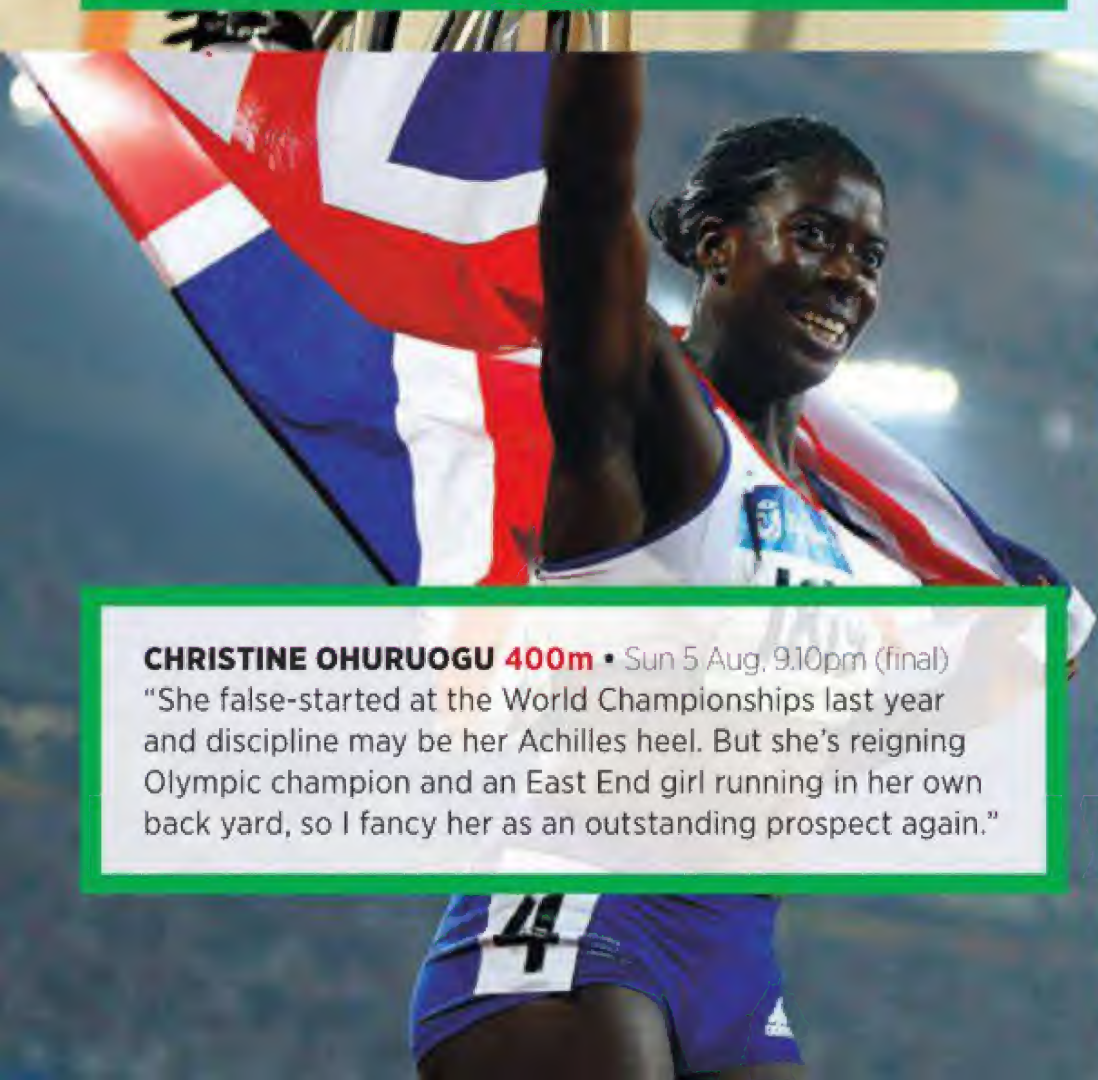 CHRISTINE OHURUOGU 400m • Sun 5 Aug, 9.10pm (final)
“She false-started at the World Championships last year
and discipline may be her Achilles heel. But she’s reigning
Olympic champion and an East End girl running in her own
back yard, so I fancy her as an outstanding prospect again.”
4